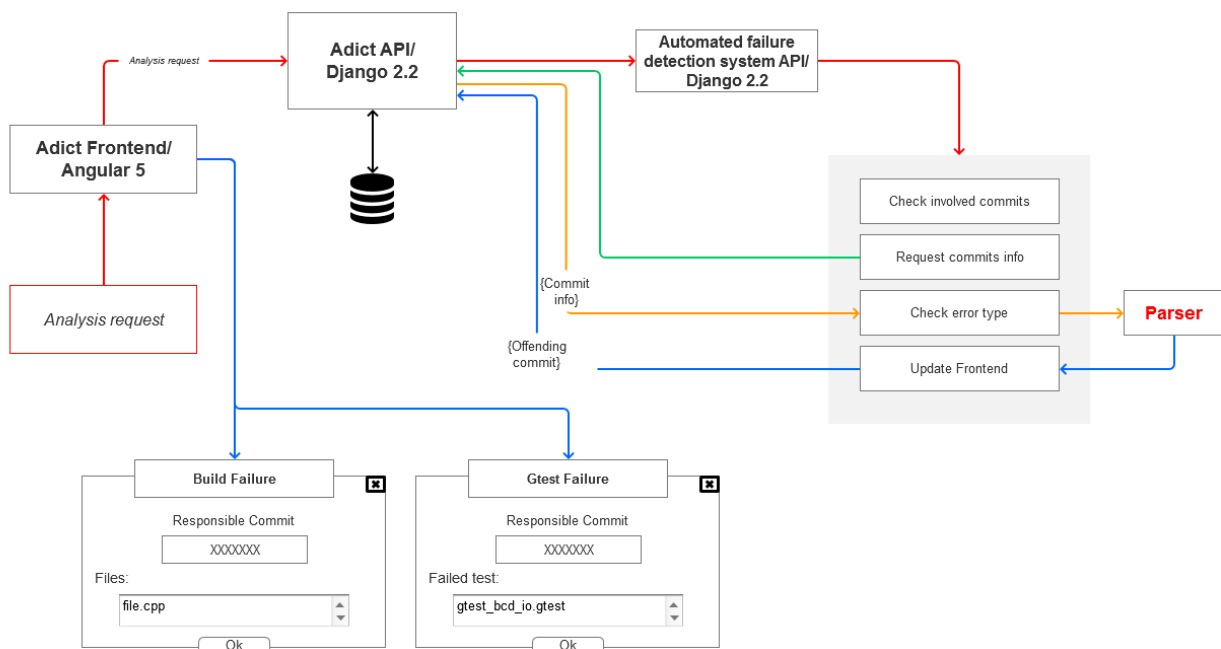 Analysis request
Adict API/
Django 2.2
Automated failure
detection system API/
Django 2.2
Adict Frontend/
Angular 5
Analysis request
Check involved commits
Request commits info
{Commit
info}
Check error type
Parser
{Offending
commit}
Update Frontend
Build Failure
Responsible Commit
XXXXXXX
Files:
file.cpp
Ok
Gtest Failure
Responsible Commit
XXXXXXX
Failed test:
gtest_bcd_io.gtest
Ok